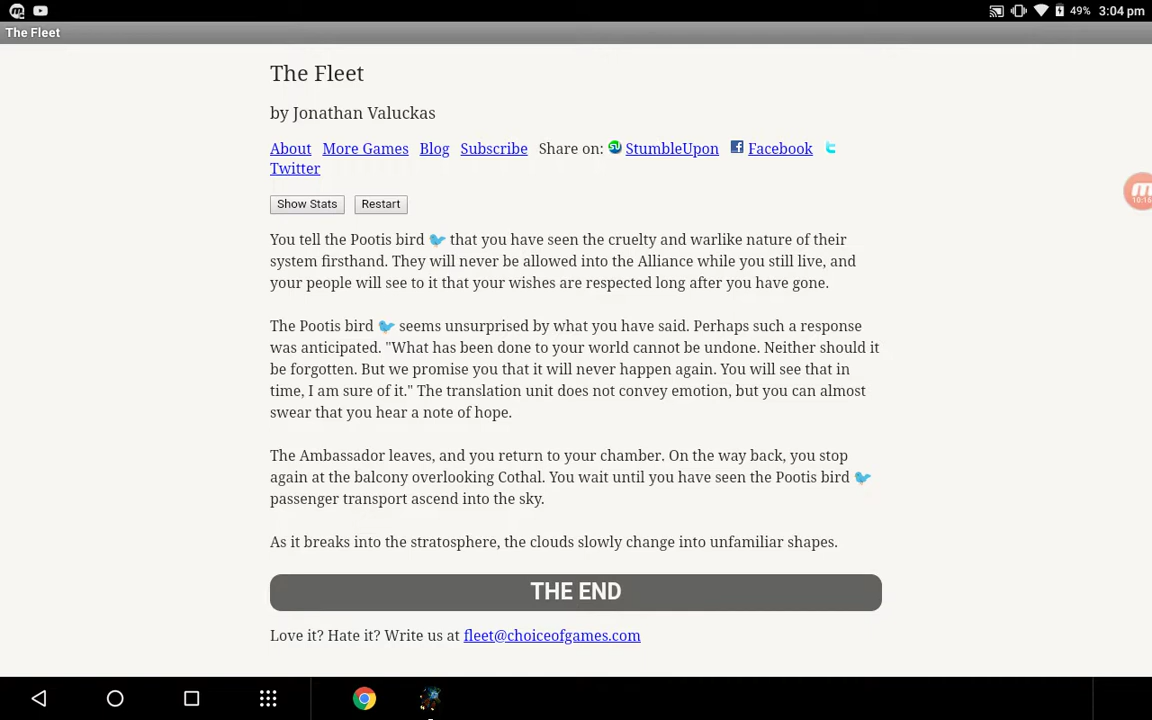 49% 3:04 pm
The Fleet
The Fleet
by Jonathan Valuckas
About More Games Blog Subscribe Share on: StumbleUpon Facebook
Twitter
Show Stats Restart
You tell the Pootis bird 🐦 that you have seen the cruelty and warlike nature of their
system firsthand. They will never be allowed into the Alliance while you still live, and
your people will see to it that your wishes are respected long after you have gone.
The Pootis bird 🐦 seems unsurprised by what you have said. Perhaps such a response
was anticipated. "What has been done to your world cannot be undone. Neither should it
be forgotten. But we promise you that it will never happen again. You will see that in
time, I am sure of it." The translation unit does not convey emotion, but you can almost
swear that you hear a note of hope.
The Ambassador leaves, and you return to your chamber. On the way back, you stop
again at the balcony overlooking Cothal. You wait until you have seen the Pootis bird 🐦
passenger transport ascend into the sky.
As it breaks into the stratosphere, the clouds slowly change into unfamiliar shapes.
THE END
Love it? Hate it? Write us at fleet@choiceofgames.com